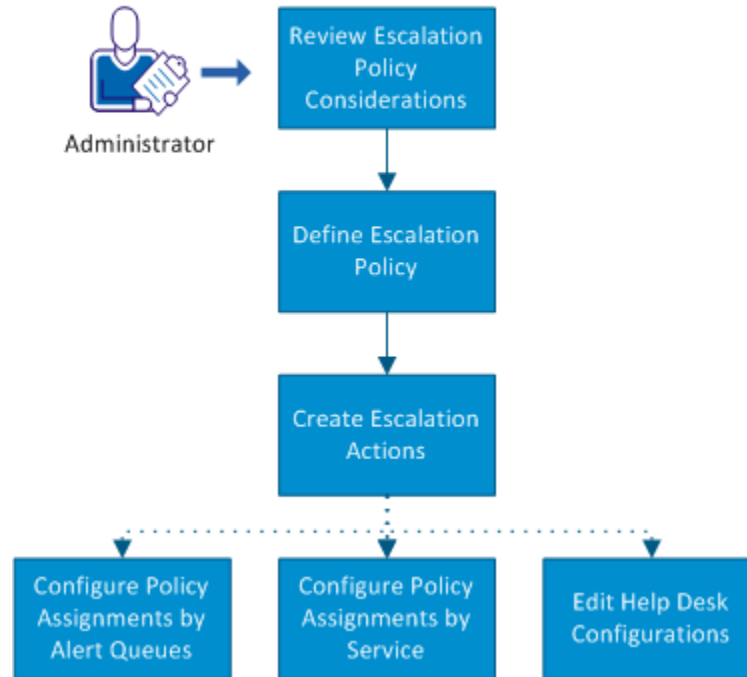 Review Escalation
Policy
Considerations
Administrator
Define Escalation
Policy
Create Escalation
Actions
Configure Policy
Assignments by
Alert Queues
Configure Policy
Assignments by
Service
Edit Help Desk
Configurations